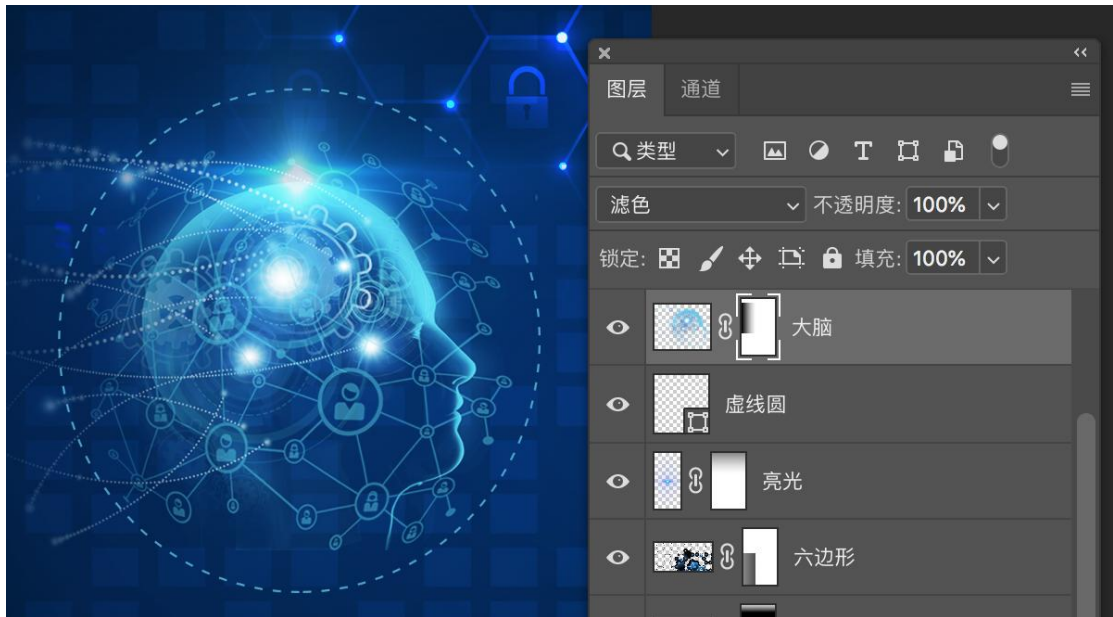 图层 通道
类型
滤色 不透明度: 100%
锁定: 填充: 100%
大脑
虚线圆
亮光
六边形